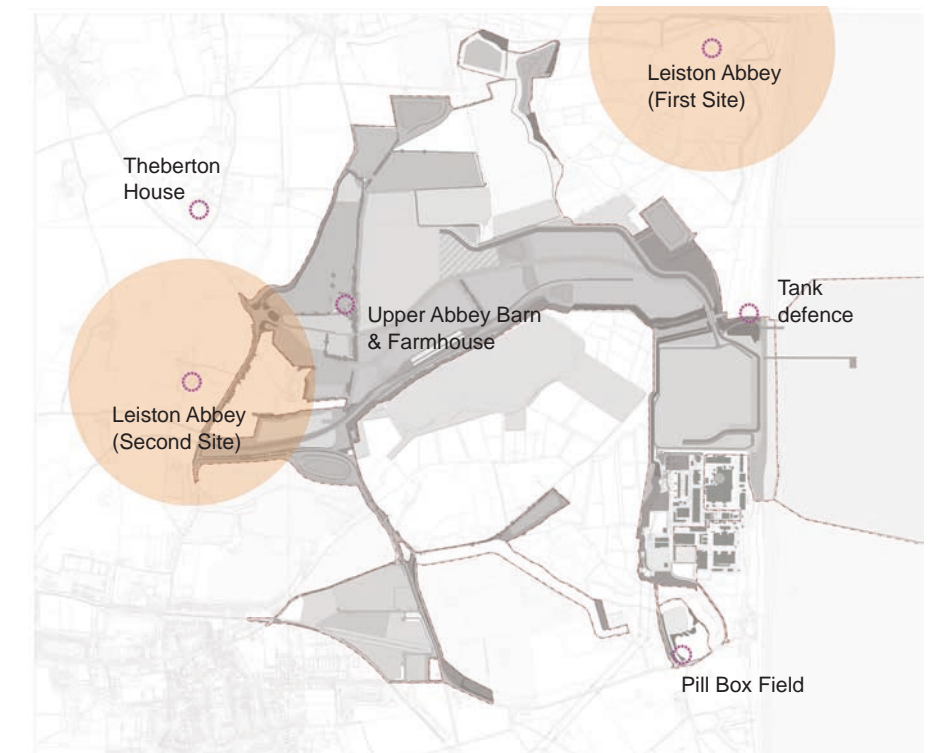 Leiston Abbey
(First Site)
Theberton
House
Tank
defence
Upper Abbey Barn
& Farmhouse
Leiston Abbey
(Second Site)
Pill Box Field